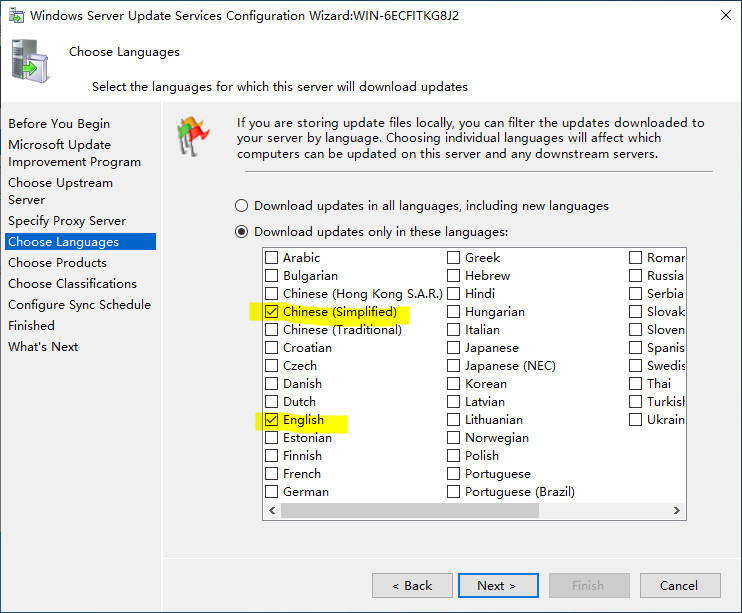 Windows Server Update Services Configuration Wizard:WIN-6ECFITKG8J2
Choose Languages
Select the languages for which this server will download updates
Before You Begin
Microsoft Update
Improvement Program
Choose Upstream
Server
Specify Proxy Server
Choose Languages
Choose Products
Choose Classifications
Configure Sync Schedule
Finished
What's Next
If you are storing update files locally, you can filter the updates downloaded to
your server by language. Choosing individual languages will affect which
computers can be updated on this server and any downstream servers.
Download updates in all languages, including new languages
Download updates only in these languages:
Arabic
Bulgarian
Chinese (Hong Kong S.A.R.)
Chinese (Simplified)
Chinese (Traditional)
Croatian
Czech
Danish
Dutch
English
Estonian
Finnish
French
German
Greek
Hebrew
Hindi
Hungarian
Italian
Japanese
Japanese (NEC)
Korean
Latvian
Lithuanian
Norwegian
Polish
Portuguese
Portuguese (Brazil)
Roman
Russia
Serbia
Slovak
Sloven
Spanis
Swedis
Thai
Turkish
Ukrain
< Back
Next >
Finish
Cancel